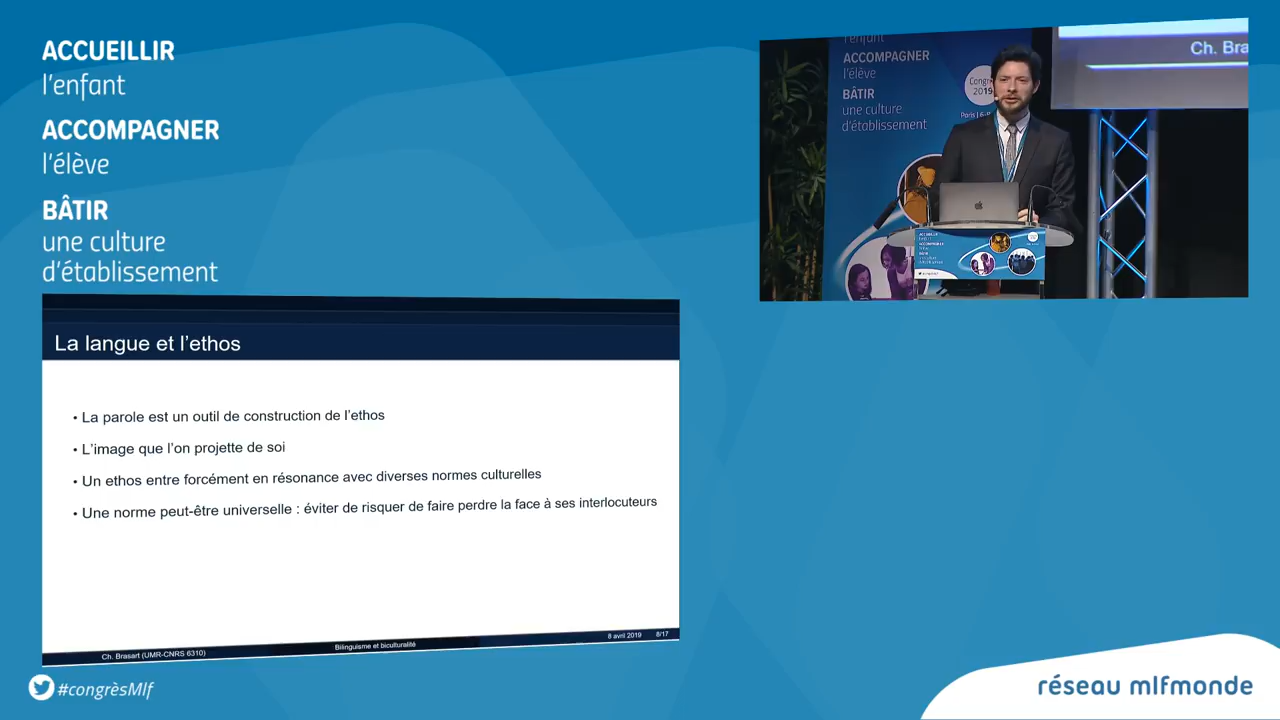 ACCUEILLIR
l'enfant
ACCOMPAGNER
l'élève
BÂTIR
une culture
d'établissement
l'enfant
ACCOMPAGNER
l'élève
BÂTIR
une culture
d'établissement
Congrès
2019
Paris | 6-
Ch. Bra
La langue et l'ethos
• La parole est un outil de construction de l'ethos
• L'image que l'on projette de soi
• Un ethos entre forcément en résonance avec diverses normes culturelles
• Une norme peut-être universelle : éviter de risquer de faire perdre la face à ses interlocuteurs
Ch. Brasart (UMR-CNRS 6310)
Bilinguisme et biculturalité
8 avril 2019
8/17
#congrèsMlf
réseau mlfmonde